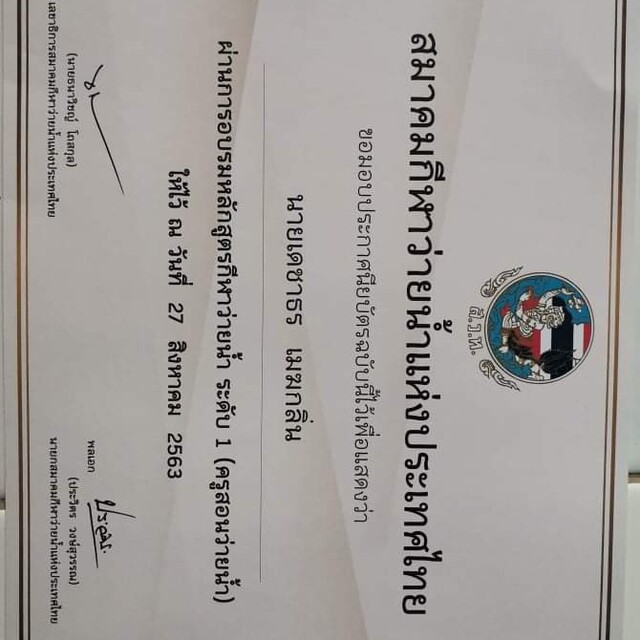 ส.ว.ท.
สมาคมกีฬาว่ายน้ำแห่งประเทศไทย
ขอมอบประกาศนียบัตรฉบับนี้ไว้เพื่อแสดงว่า
นายเดชาธร เมฆกลิ่น
ผ่านการอบรมหลักสูตรกีฬาว่ายน้ำ ระดับ 1 (ครูสอนว่ายน้ำ)
ให้ไว้ ณ วันที่ 27 สิงหาคม 2563
(นายธนาวิชญ์ โถสกุล)
เลขาธิการสมาคมกีฬาว่ายน้ำแห่งประเทศไทย
พลเอก
(ประวิตร วงษ์สุวรรณ)
นายกสมาคมกีฬาว่ายน้ำแห่งประเทศไทย